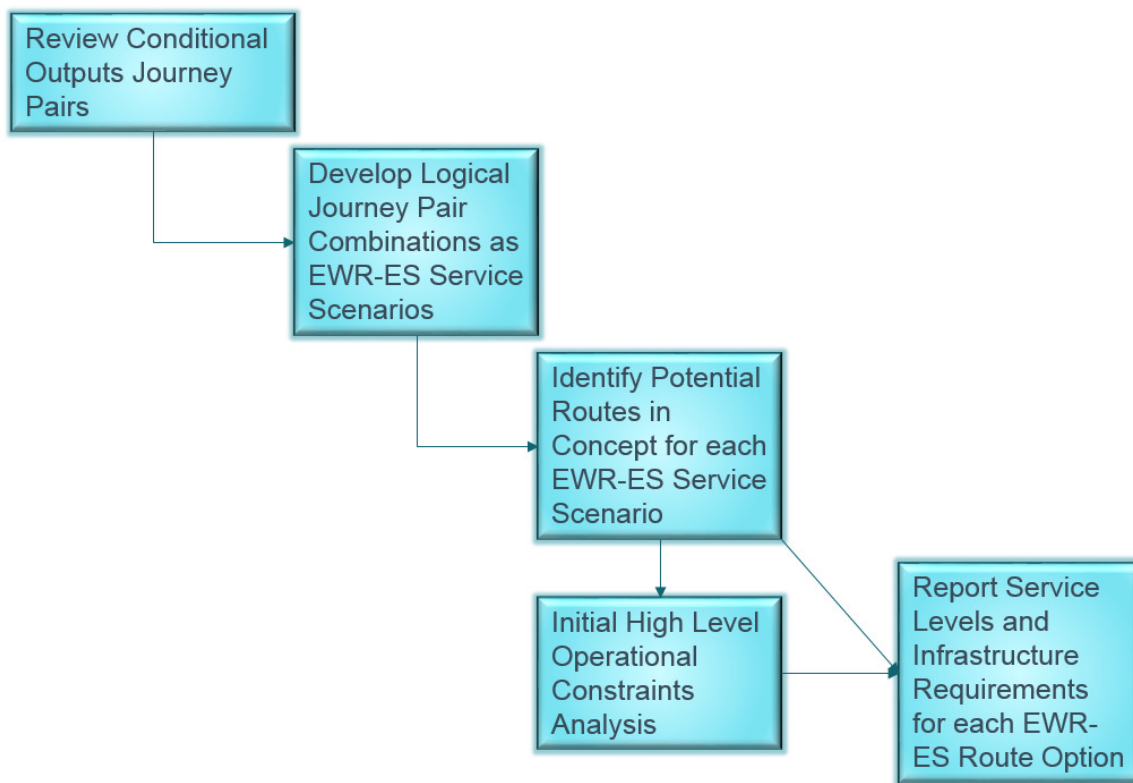 Review Conditional
Outputs Journey
Pairs
Develop Logical
Journey Pair
Combinations as
EWR-ES Service
Scenarios
Identify Potential
Routes in
Concept for each
EWR-ES Service
Scenario
Initial High Level
Operational
Constraints
Analysis
Report Service
Levels and
Infrastructure
Requirements
for each EWR-
ES Route Option